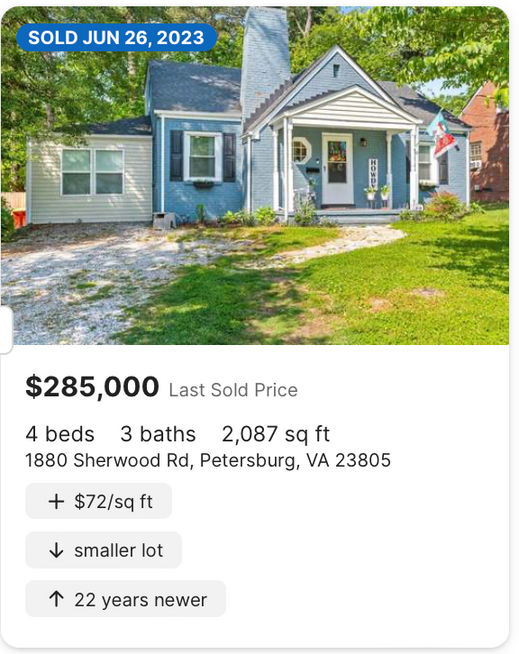 SOLD JUN 26, 2023
HOWDY
$285,000 Last Sold Price
4 beds 3 baths 2,087 sq ft
1880 Sherwood Rd, Petersburg, VA 23805
+ $72/sq ft
↓ smaller lot
↑ 22 years newer